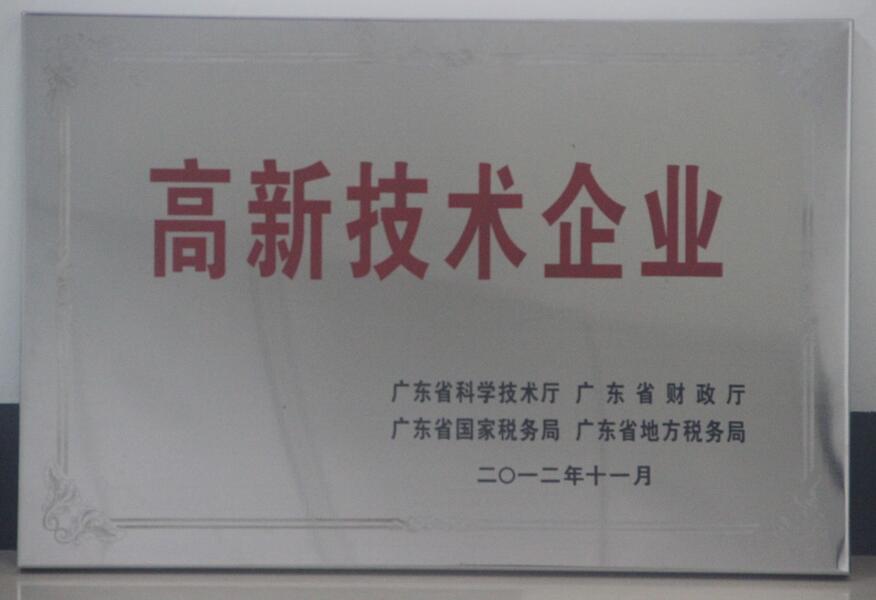 高新技术企业
广东省科学技术厅 广东省财政厅
广东省国家税务局 广东省地方税务局
二〇一二年十一月